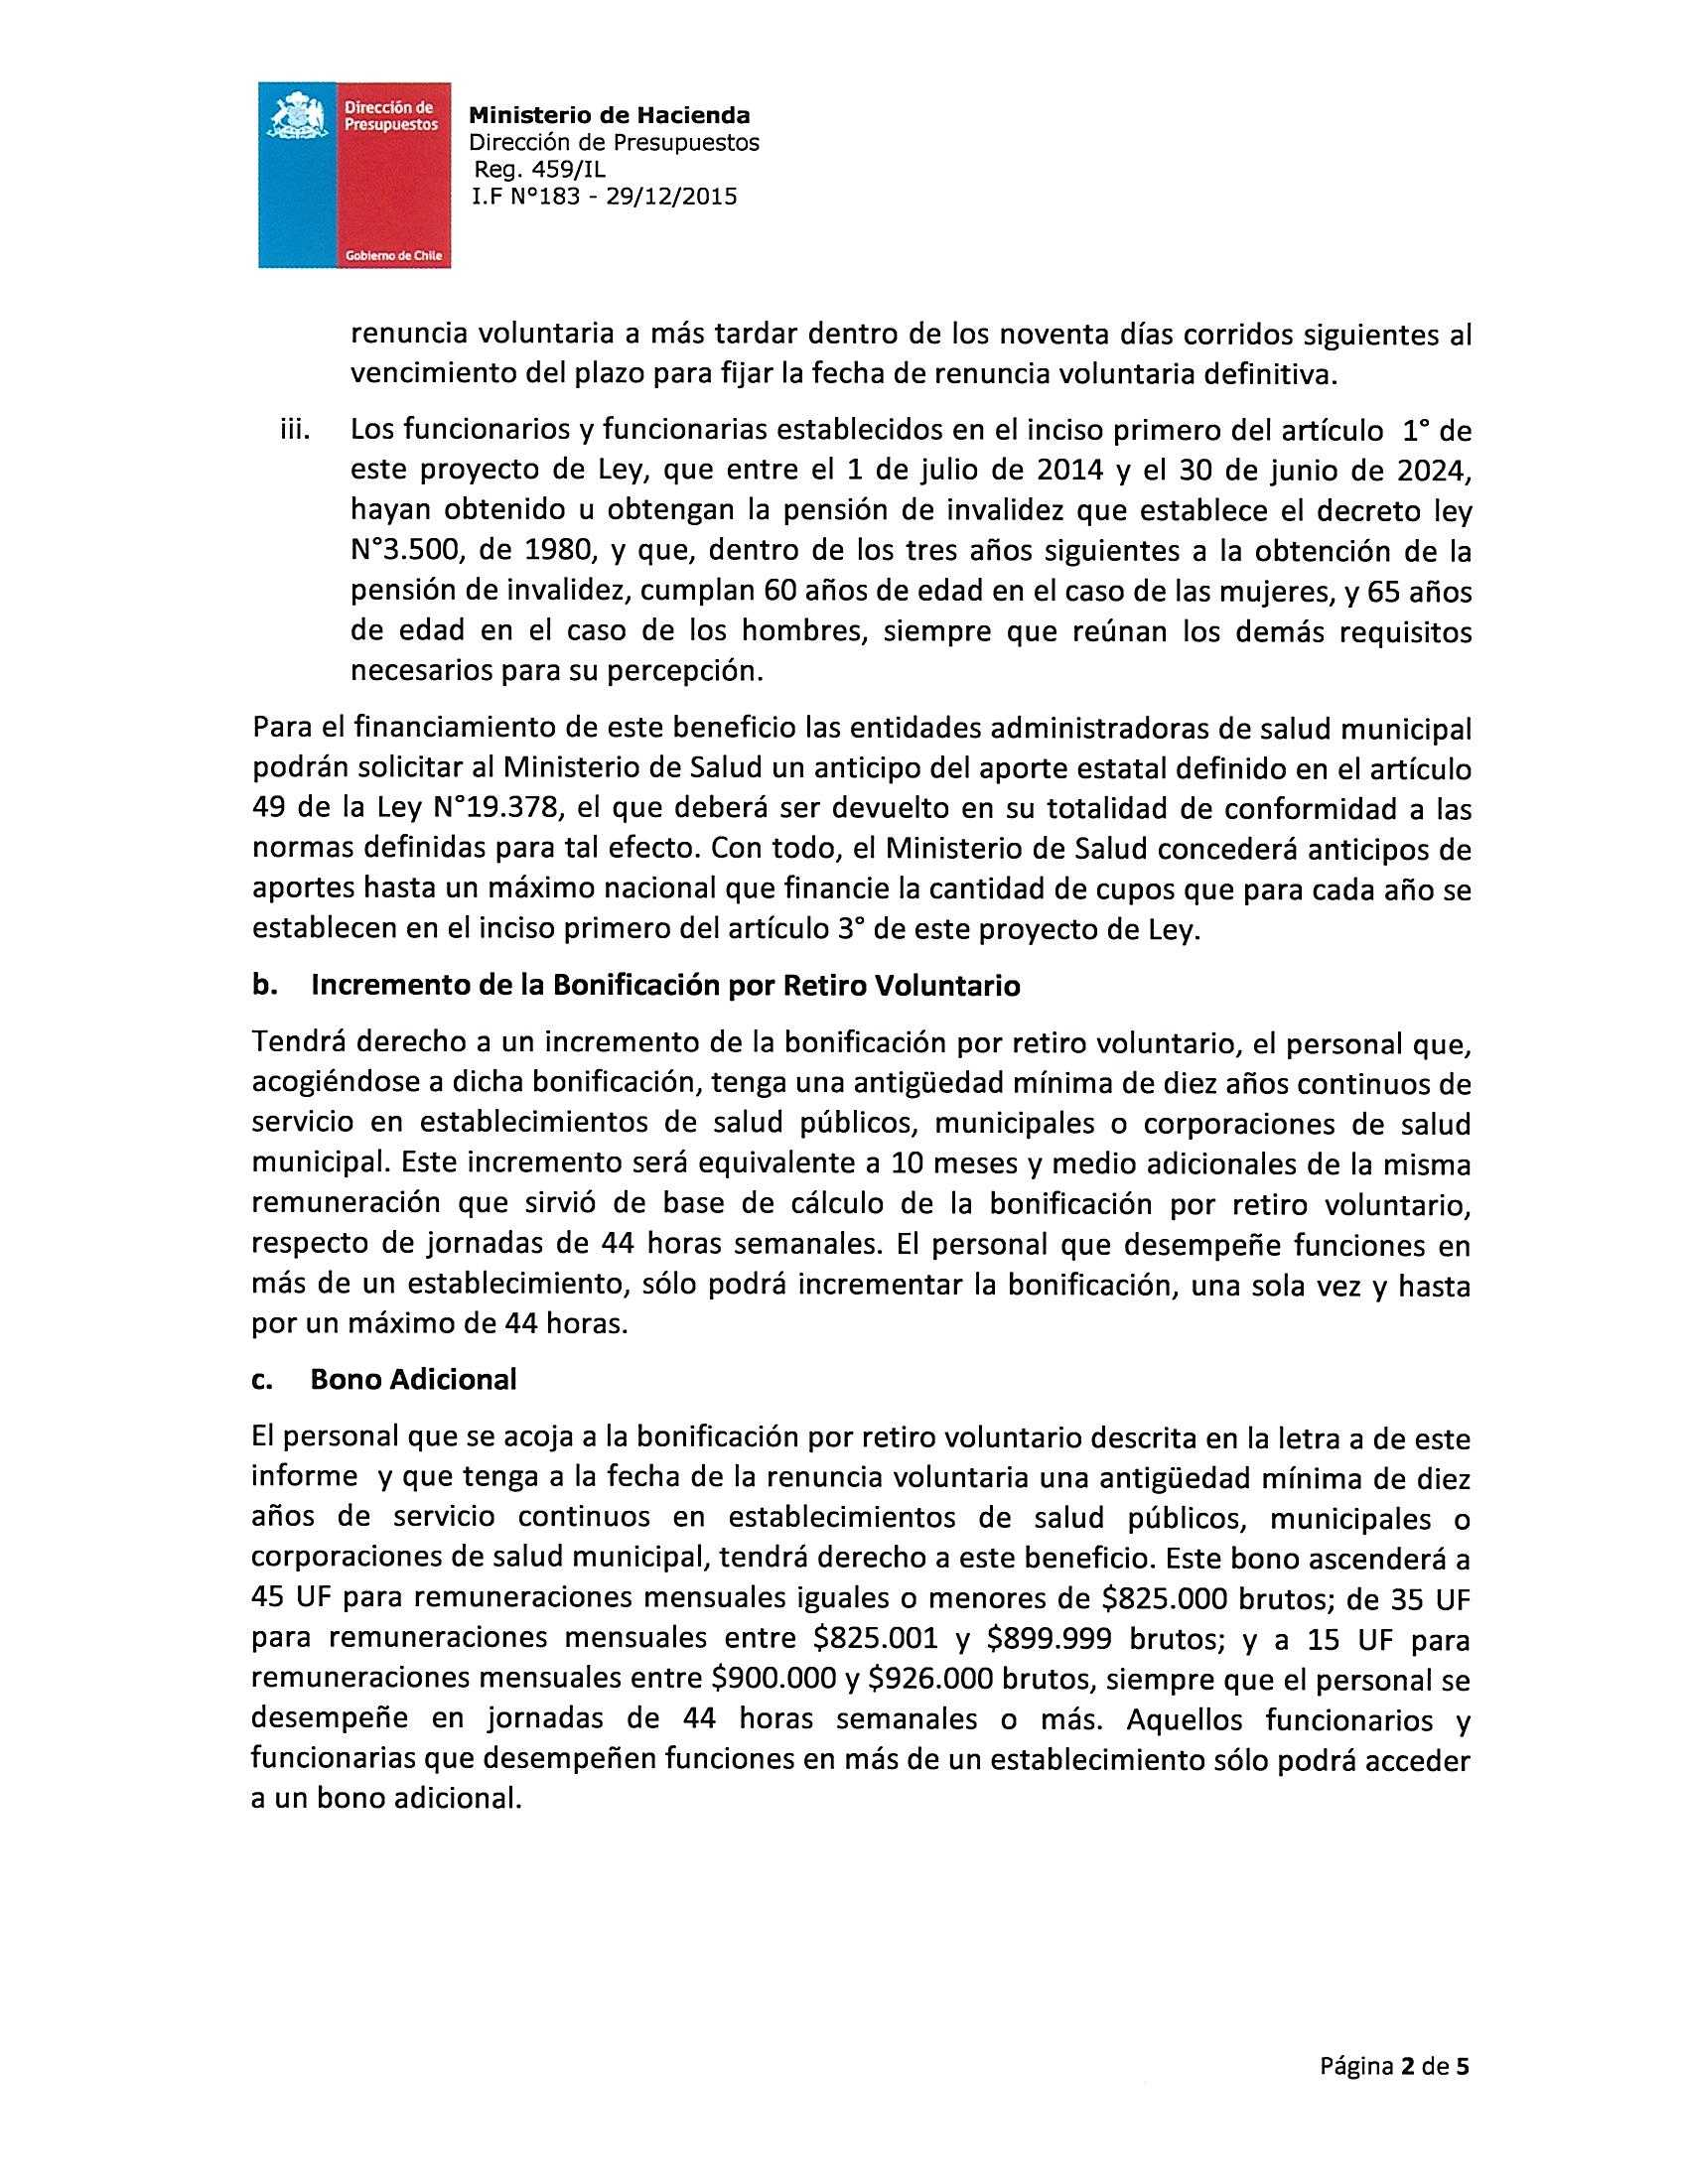 Dirección de
Presupuestos
Gobierno de Chile
Ministerio de Hacienda
Dirección de Presupuestos
Reg. 459/IL
I.F N°183 - 29/12/2015
renuncia voluntaria a más tardar dentro de los noventa días corridos siguientes al
vencimiento del plazo para fijar la fecha de renuncia voluntaria definitiva.
iii. Los funcionarios y funcionarias establecidos en el inciso primero del artículo 1° de
este proyecto de Ley, que entre el 1 de julio de 2014 y el 30 de junio de 2024,
hayan obtenido u obtengan la pensión de invalidez que establece el decreto ley
N°3.500, de 1980, y que, dentro de los tres años siguientes a la obtención de la
pensión de invalidez, cumplan 60 años de edad en el caso de las mujeres, y 65 años
de edad en el caso de los hombres, siempre que reúnan los demás requisitos
necesarios para su percepción.
Para el financiamiento de este beneficio las entidades administradoras de salud municipal
podrán solicitar al Ministerio de Salud un anticipo del aporte estatal definido en el artículo
49 de la Ley N°19.378, el que deberá ser devuelto en su totalidad de conformidad a las
normas definidas para tal efecto. Con todo, el Ministerio de Salud concederá anticipos de
aportes hasta un máximo nacional que financie la cantidad de cupos que para cada año se
establecen en el inciso primero del artículo 3° de este proyecto de Ley.
b. Incremento de la Bonificación por Retiro Voluntario
Tendrá derecho a un incremento de la bonificación por retiro voluntario, el personal que,
acogiéndose a dicha bonificación, tenga una antigüedad mínima de diez años continuos de
servicio en establecimientos de salud públicos, municipales o corporaciones de salud
municipal. Este incremento será equivalente a 10 meses y medio adicionales de la misma
remuneración que sirvió de base de cálculo de la bonificación por retiro voluntario,
respecto de jornadas de 44 horas semanales. El personal que desempeñe funciones en
más de un establecimiento, sólo podrá incrementar la bonificación, una sola vez y hasta
por un máximo de 44 horas.
c. Bono Adicional
El personal que se acoja a la bonificación por retiro voluntario descrita en la letra a de este
informe y que tenga a la fecha de la renuncia voluntaria una antigüedad mínima de diez
años de servicio continuos en establecimientos de salud públicos, municipales o
corporaciones de salud municipal, tendrá derecho a este beneficio. Este bono ascenderá a
45 UF para remuneraciones mensuales iguales o menores de $825.000 brutos; de 35 UF
para remuneraciones mensuales entre $825.001 y $899.999 brutos; y a 15 UF para
remuneraciones mensuales entre $900.000 y $926.000 brutos, siempre que el personal se
desempeñe en jornadas de 44 horas semanales o más. Aquellos funcionarios y
funcionarias que desempeñen funciones en más de un establecimiento sólo podrá acceder
a un bono adicional.
Página 2 de 5